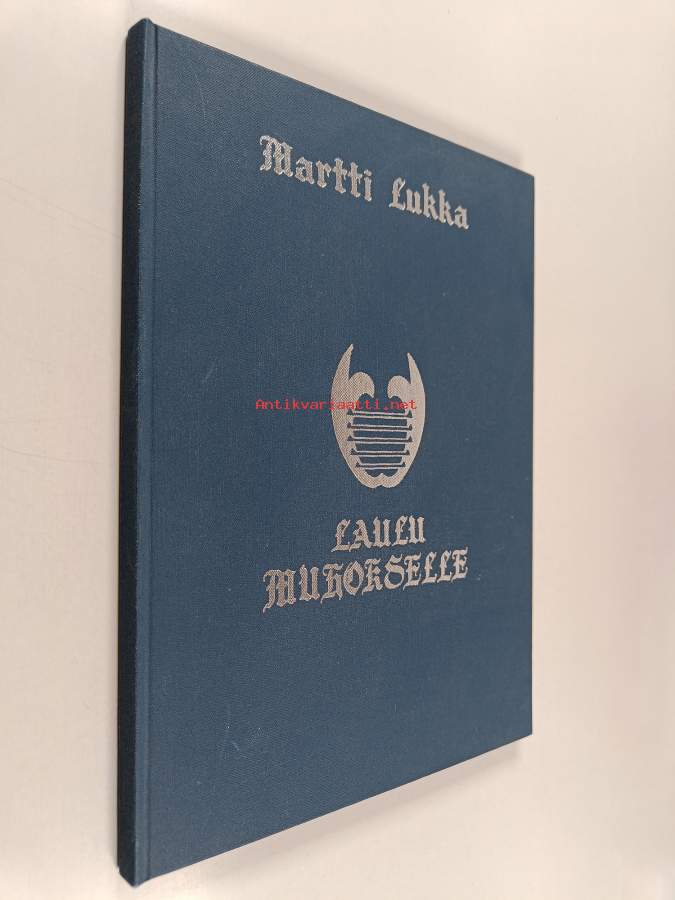 Martti Lukka
Antikvariaatti.net
LAULU
MUHOKSELLE